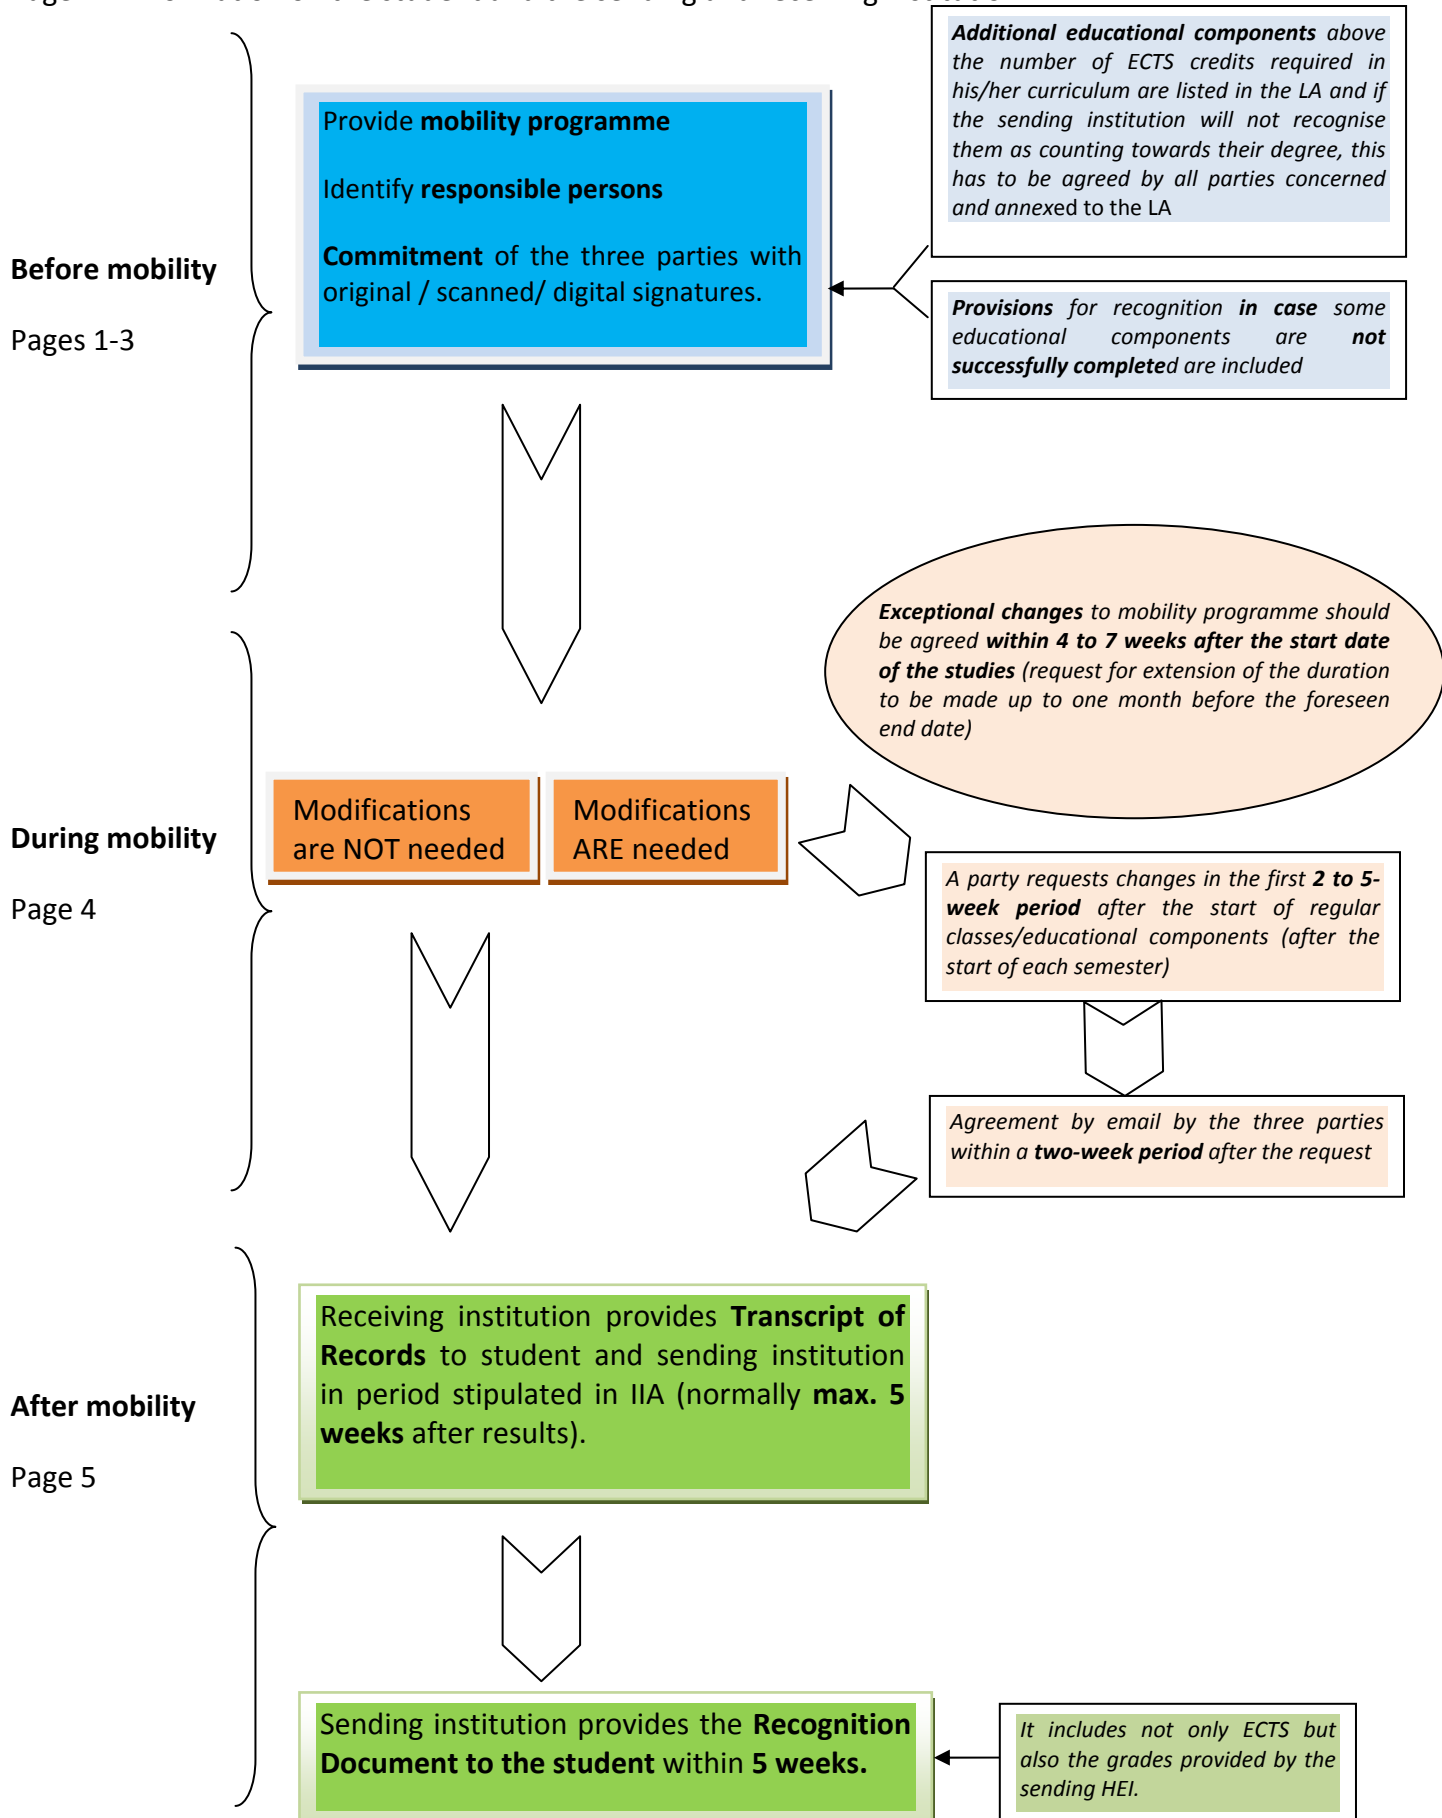 Before mobility
Pages 1-3
Provide mobility programme
Identify responsible persons
Commitment of the three parties with
original / scanned/ digital signatures.
Additional educational components above
the number of ECTS credits required in
his/her curriculum are listed in the LA and if
the sending institution will not recognise
them as counting towards their degree, this
has to be agreed by all parties concerned
and annexed to the LA
Provisions for recognition in case some
educational components are not
successfully completed are included
Exceptional changes to mobility programme should
be agreed within 4 to 7 weeks after the start date
of the studies (request for extension of the duration
to be made up to one month before the foreseen
end date)
During mobility
Page 4
Modifications
are NOT needed
Modifications
ARE needed
A party requests changes in the first 2 to 5-
week period after the start of regular
classes/educational components (after the
start of each semester)
Agreement by email by the three parties
within a two-week period after the request
After mobility
Page 5
Receiving institution provides Transcript of
Records to student and sending institution
in period stipulated in IIA (normally max. 5
weeks after results).
Sending institution provides the Recognition
Document to the student within 5 weeks.
It includes not only ECTS but
also the grades provided by the
sending HEI.